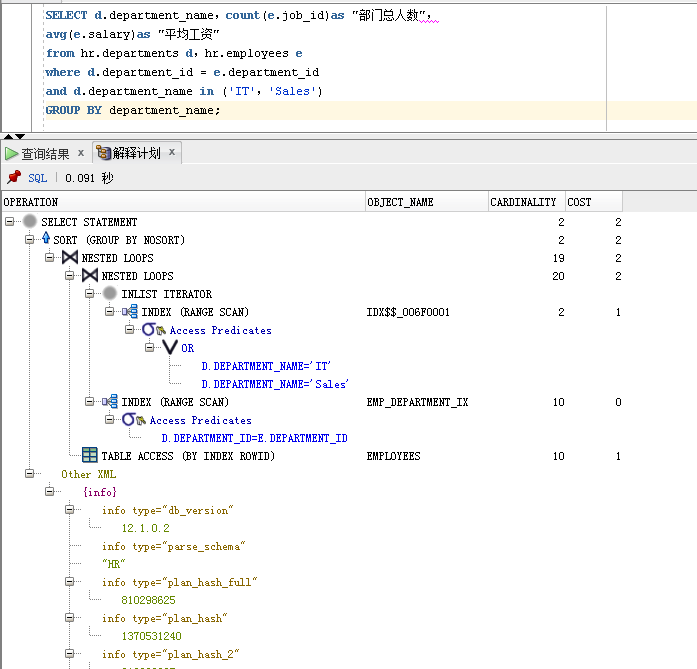 SELECT d.department_name，count(e.job_id)as "部门总人数"，
avg(e.salary)as "平均工资"
from hr.departments d，hr.employees e
where d.department_id = e.department_id
and d.department_name in ('IT'，'Sales')
GROUP BY department_name;
查询结果 x 解释计划 x
SQL | 0.091 秒
OPERATION OBJECT_NAME CARDINALITY COST
SELECT STATEMENT 2 2
SORT (GROUP BY NOSORT) 2 2
NESTED LOOPS 19 2
NESTED LOOPS 20 2
INLIST ITERATOR
INDEX (RANGE SCAN) IDX$$_006F0001 2 1
Access Predicates
OR
D.DEPARTMENT_NAME='IT'
D.DEPARTMENT_NAME='Sales'
INDEX (RANGE SCAN) EMP_DEPARTMENT_IX 10 0
Access Predicates
D.DEPARTMENT_ID=E.DEPARTMENT_ID
TABLE ACCESS (BY INDEX ROWID) EMPLOYEES 10 1
Other XML
{info}
info type="db_version"
12.1.0.2
info type="parse_schema"
"HR"
info type="plan_hash_full"
810298625
info type="plan_hash"
1370531240
info type="plan_hash_2"